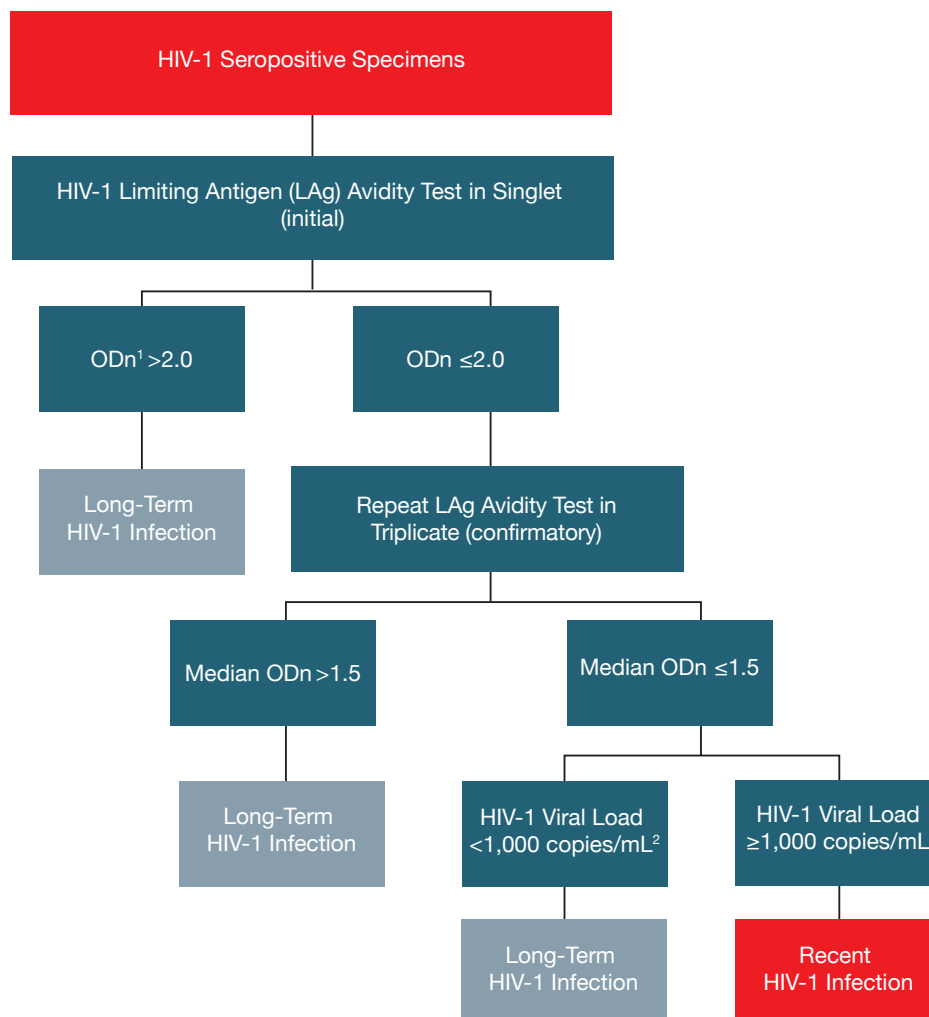 HIV-1 Seropositive Specimens
HIV-1 Limiting Antigen (LAg) Avidity Test in Singlet
(initial)
ODn¹ >2.0
ODn ≤2.0
Long-Term
HIV-1 Infection
Repeat LAg Avidity Test in
Triplicate (confirmatory)
Median ODn >1.5
Median ODn ≤1.5
Long-Term
HIV-1 Infection
HIV-1 Viral Load
<1,000 copies/mL²
HIV-1 Viral Load
≥1,000 copies/mL
Long-Term
HIV-1 Infection
Recent
HIV-1 Infection